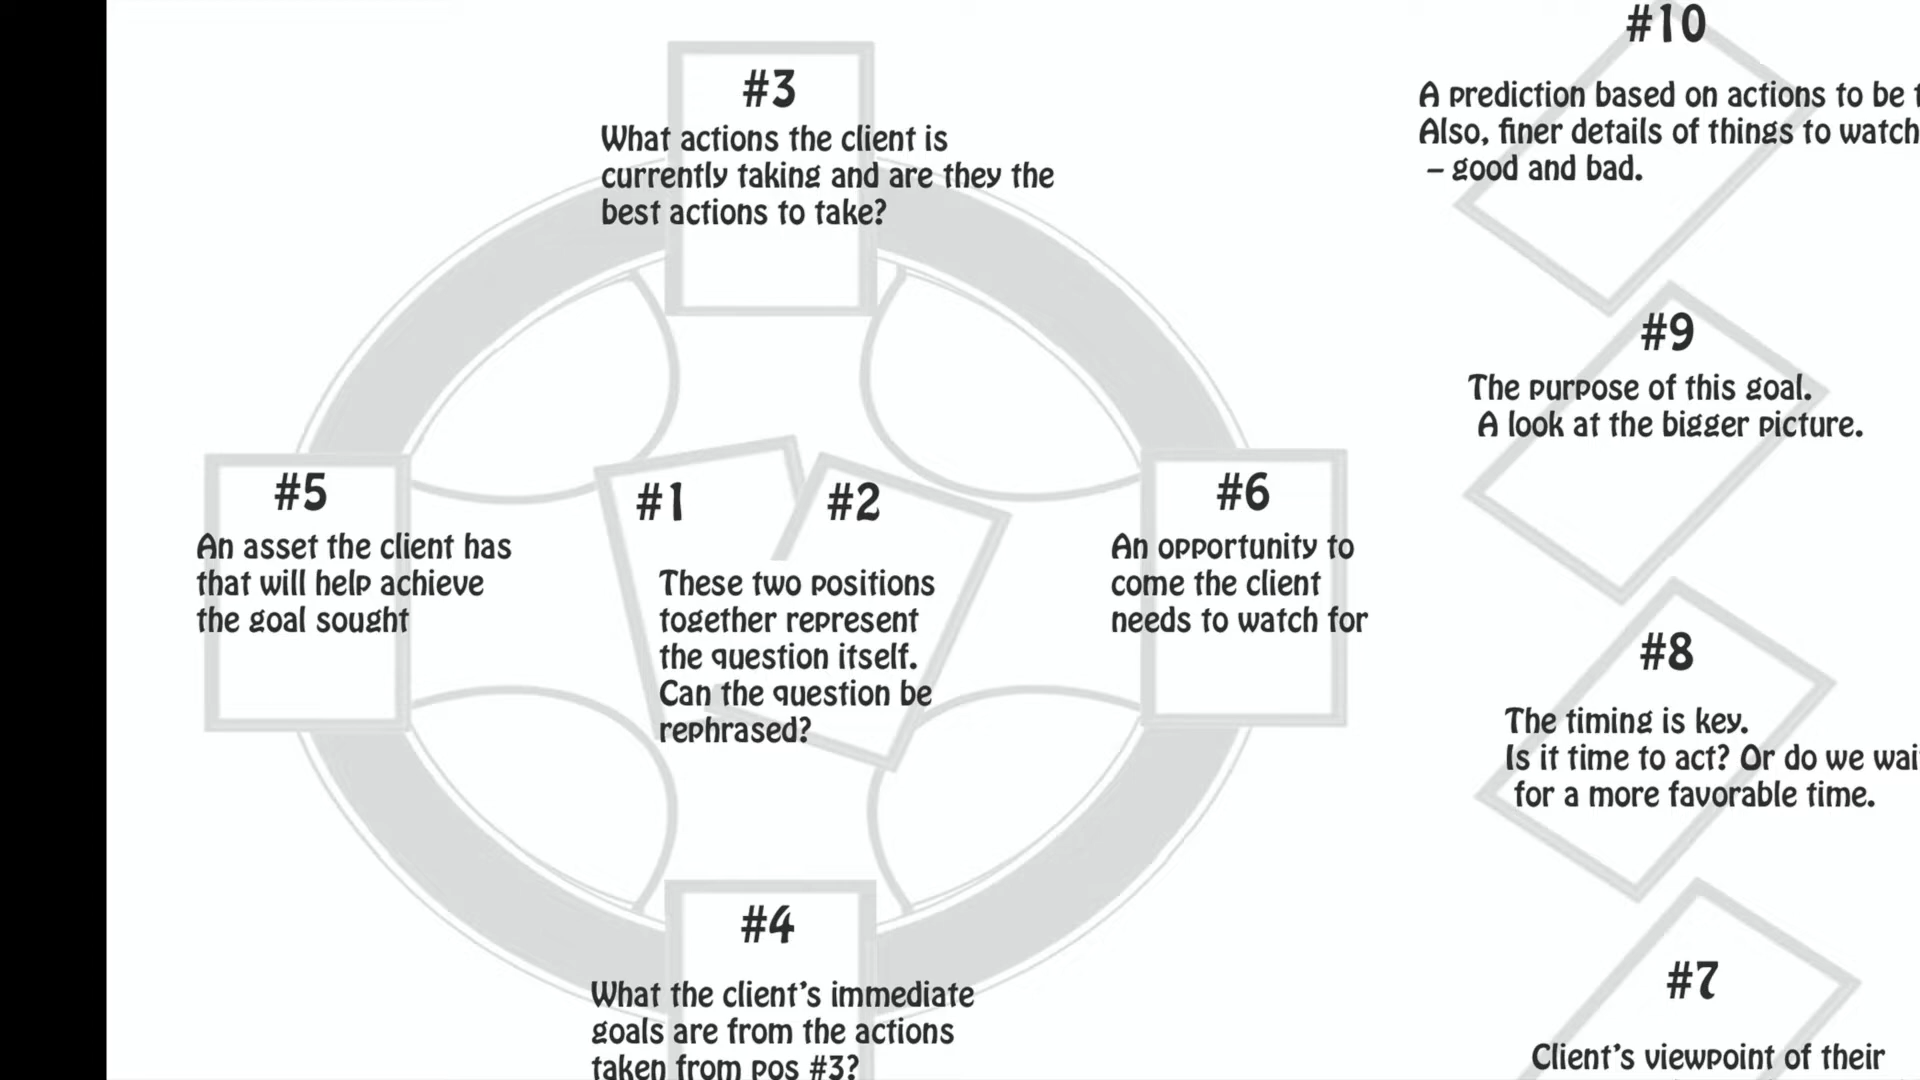 #3
What actions the client is
currently taking and are they the
best actions to take?
#5
An asset the client has
that will help achieve
the goal sought
#1
#2
These two positions
together represent
the question itself.
Can the question be
rephrased?
#6
An opportunity to
come the client
needs to watch for
#4
What the client's immediate
goals are from the actions
taken from pos #3?
#10
A prediction based on actions to be
Also, finer details of things to watch
– good and bad.
#9
The purpose of this goal.
A look at the bigger picture.
#8
The timing is key.
Is it time to act? Or do we
for a more favorable time.
#7
Client's viewpoint of their